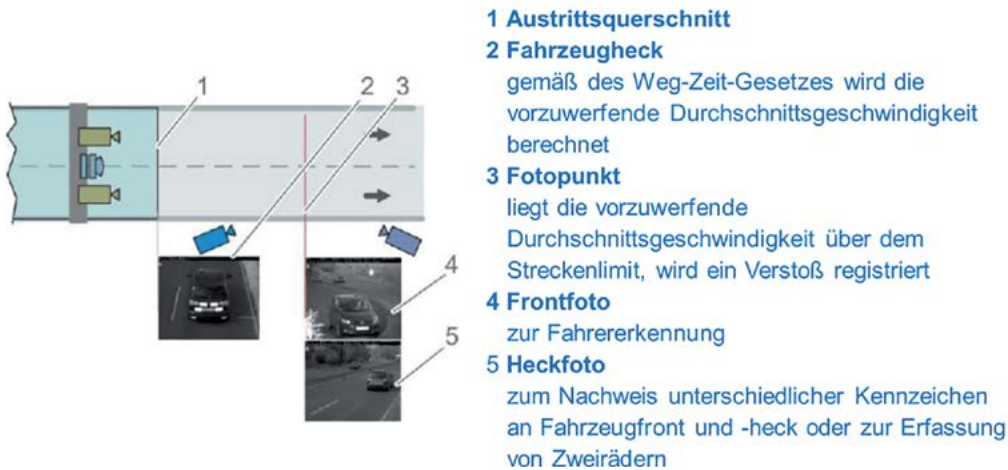 1 Austrittsquerschnitt
2 Fahrzeugheck
gemäß des Weg-Zeit-Gesetzes wird die
vorzuwerfende Durchschnittsgeschwindigkeit
berechnet
3 Fotopunkt
liegt die vorzuwerfende
Durchschnittsgeschwindigkeit über dem
Streckenlimit, wird ein Verstoß registriert
4 Frontfoto
zur Fahrererkennung
5 Heckfoto
zum Nachweis unterschiedlicher Kennzeichen
an Fahrzeugfront und -heck oder zur Erfassung
von Zweirädern
1
2
3
4
5